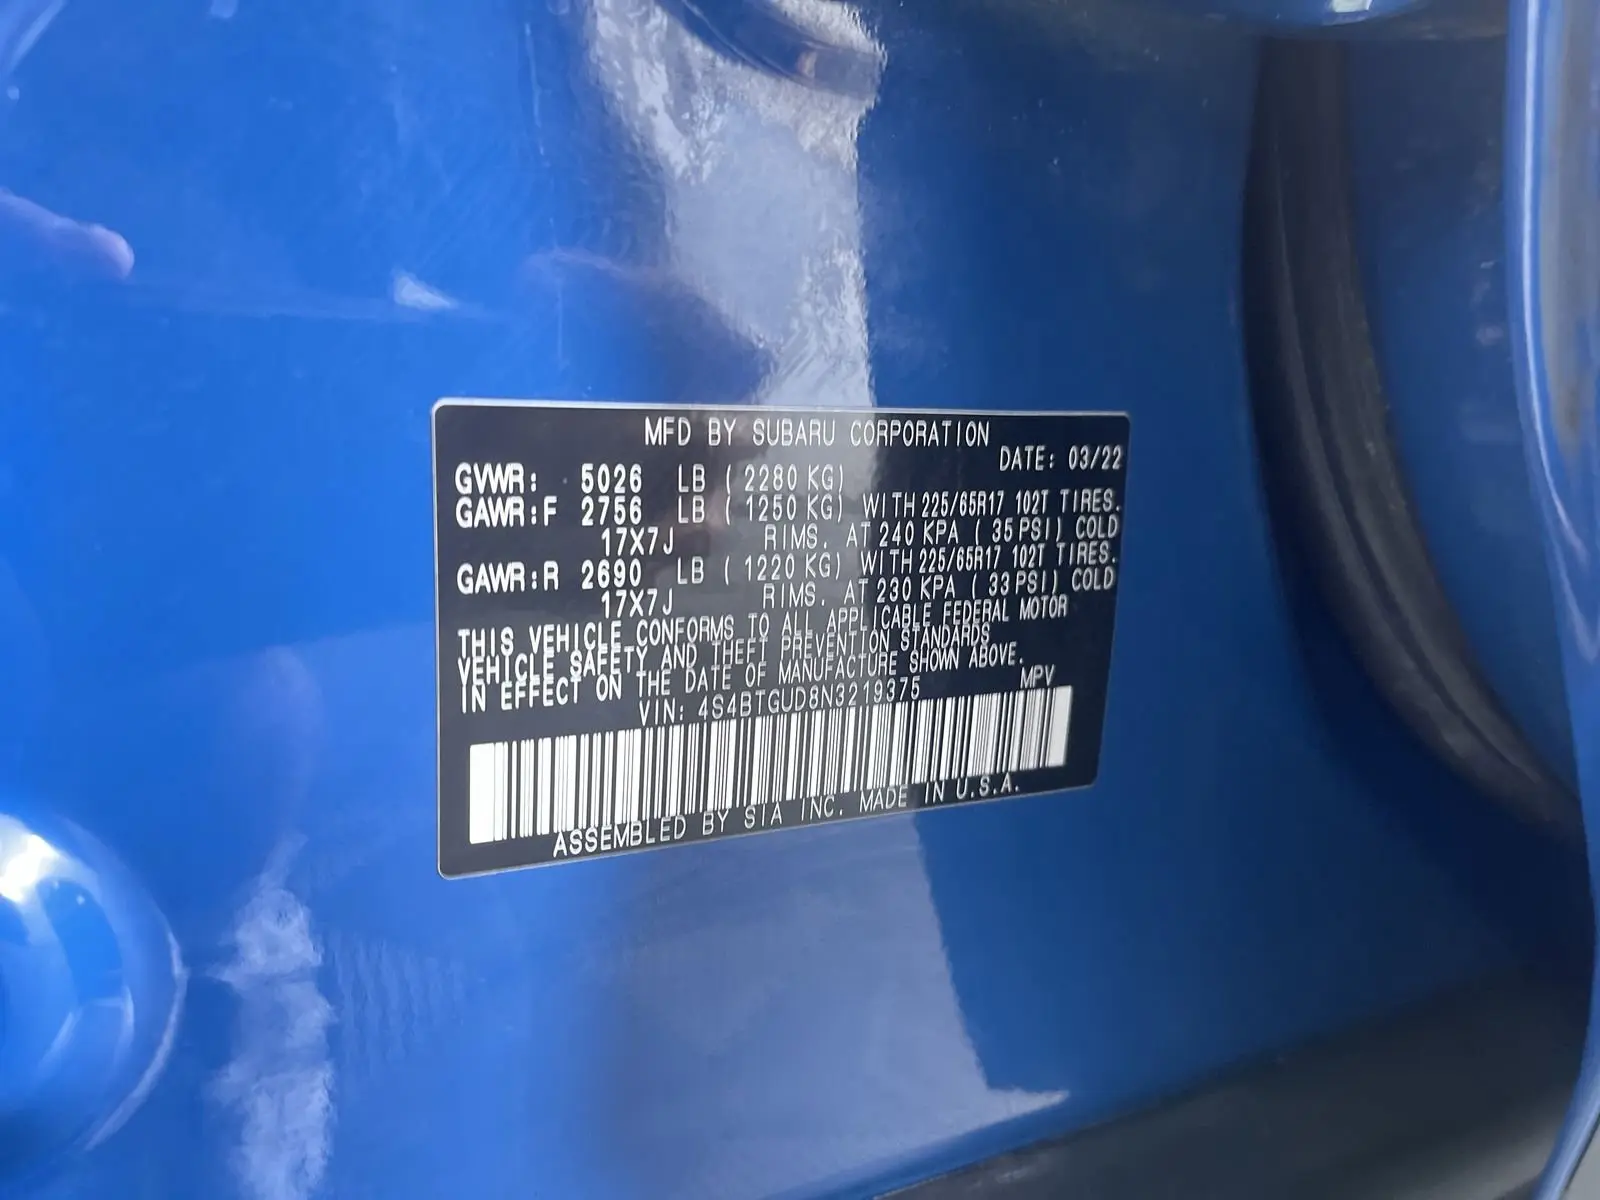 MFD BY SUBARU CORPORATION
DATE: 03/22
GVWR: 5026 LB ( 2280 KG)
GAWR:F 2756 LB ( 1250 KG) WITH 225/65R17 102T TIRES.
17X7J RIMS. AT 240 KPA ( 35 PSI) COLD
GAWR:R 2690 LB ( 1220 KG) WITH 225/65R17 102T TIRES.
17X7J RIMS. AT 230 KPA ( 33 PSI) COLD
THIS VEHICLE CONFORMS TO ALL APPLICABLE FEDERAL MOTOR
VEHICLE SAFETY AND THEFT PREVENTION STANDARDS
IN EFFECT ON THE DATE OF MANUFACTURE SHOWN ABOVE.
VIN: 4S4BTGUD8N3219375 MPV
ASSEMBLED BY SIA INC. MADE IN U.S.A.